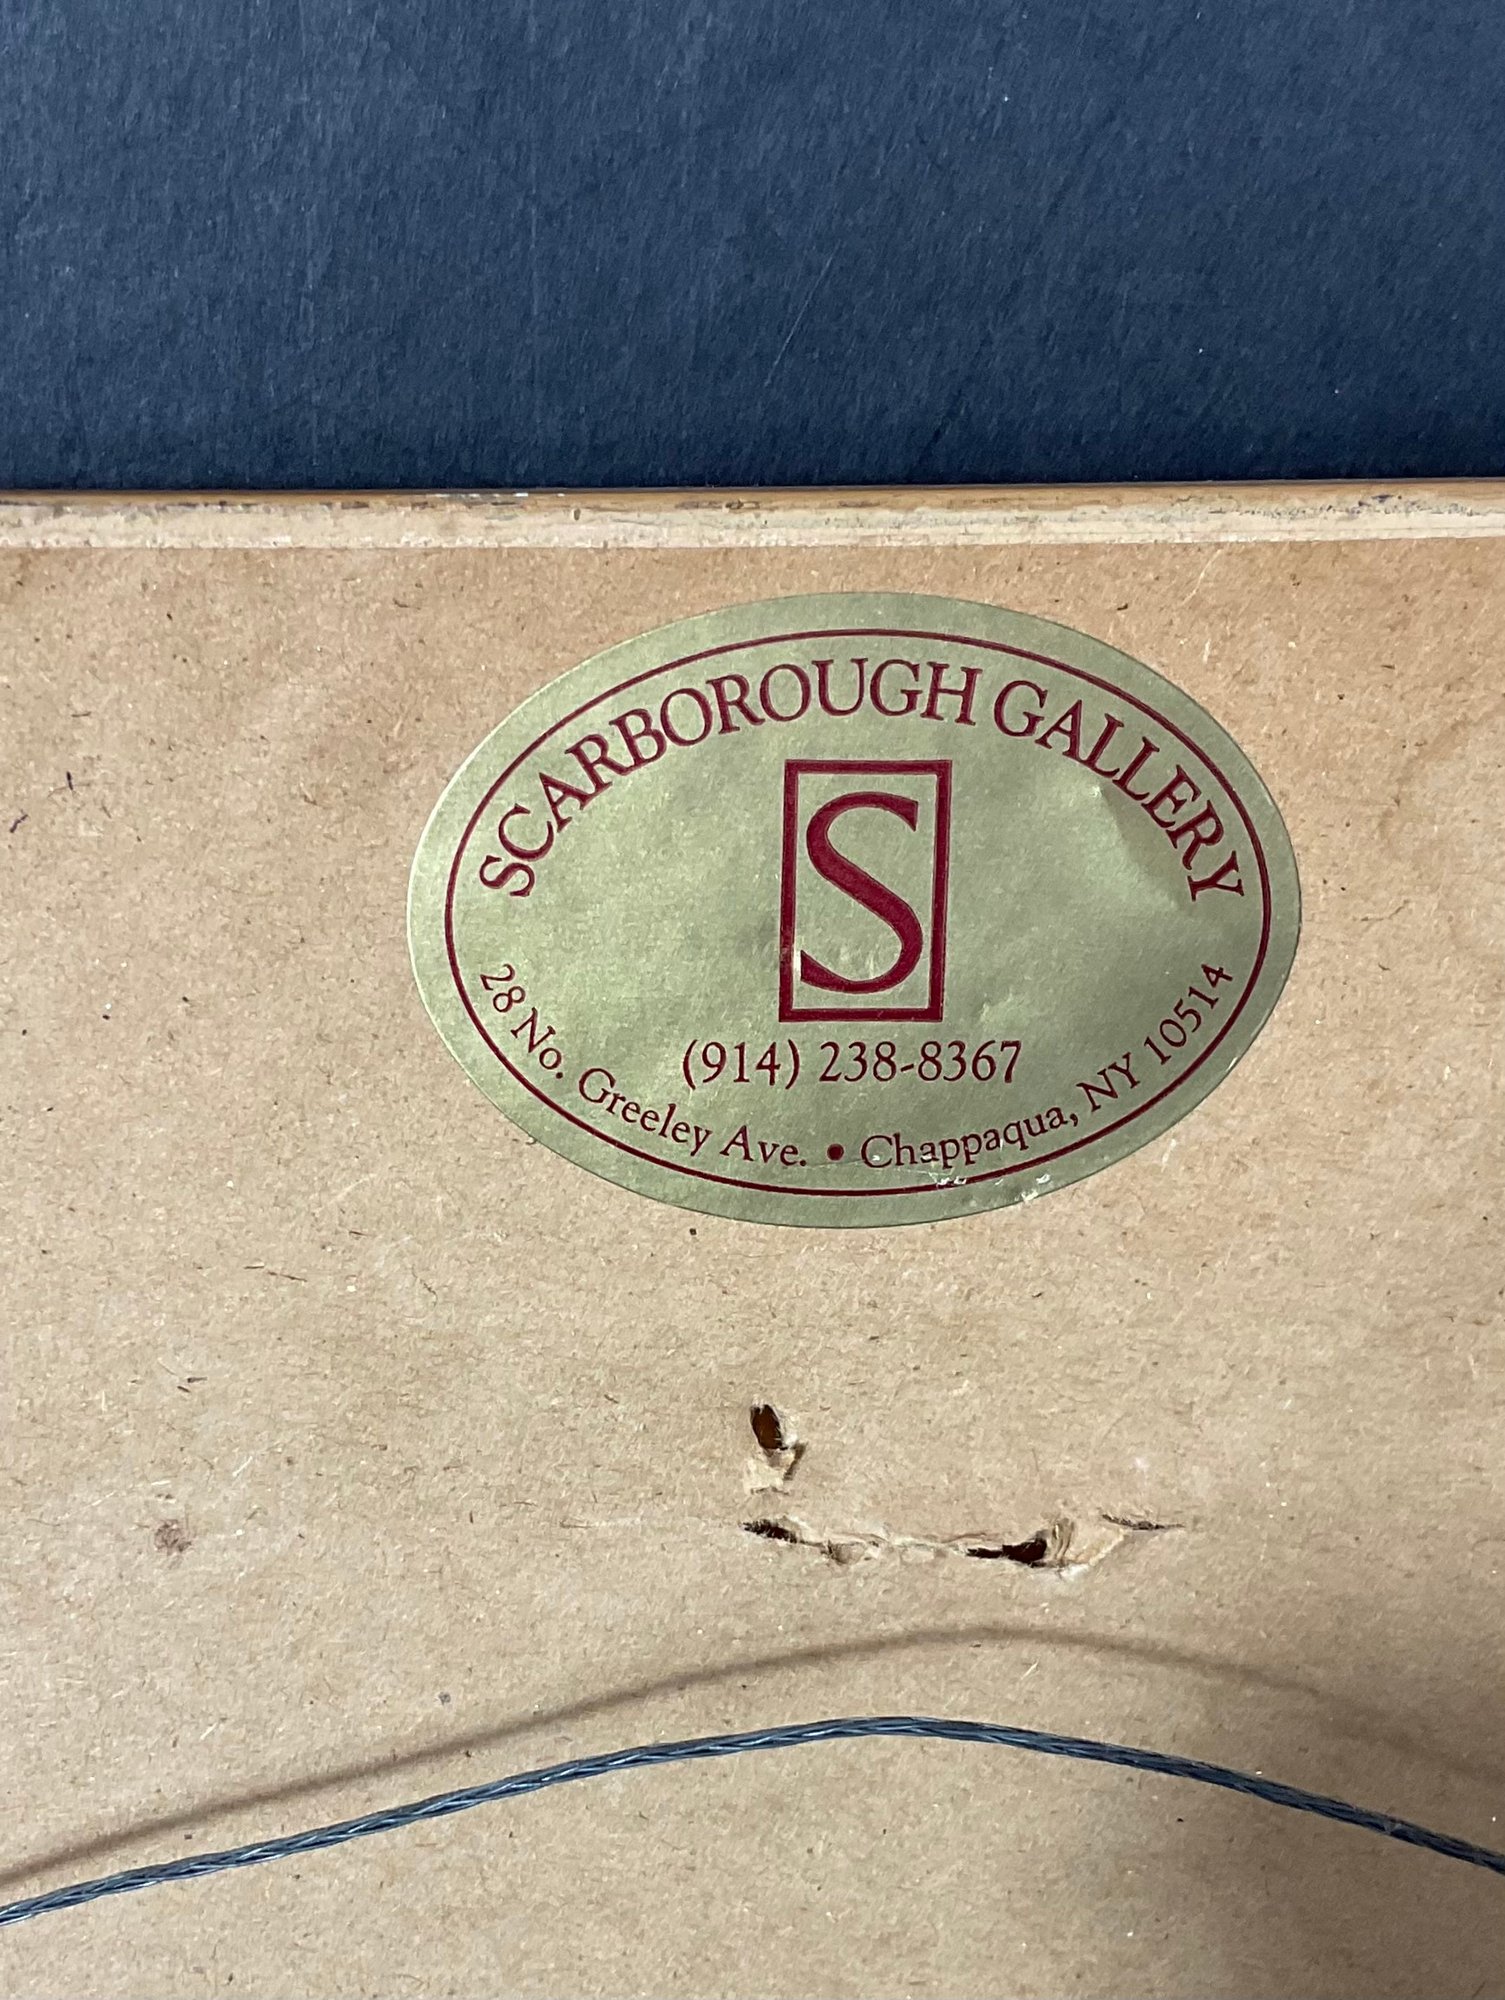 SCARBOROUGH GALLERY
S
(914) 238-8367
28 No. Greeley Ave. • Chappaqua, NY 10514